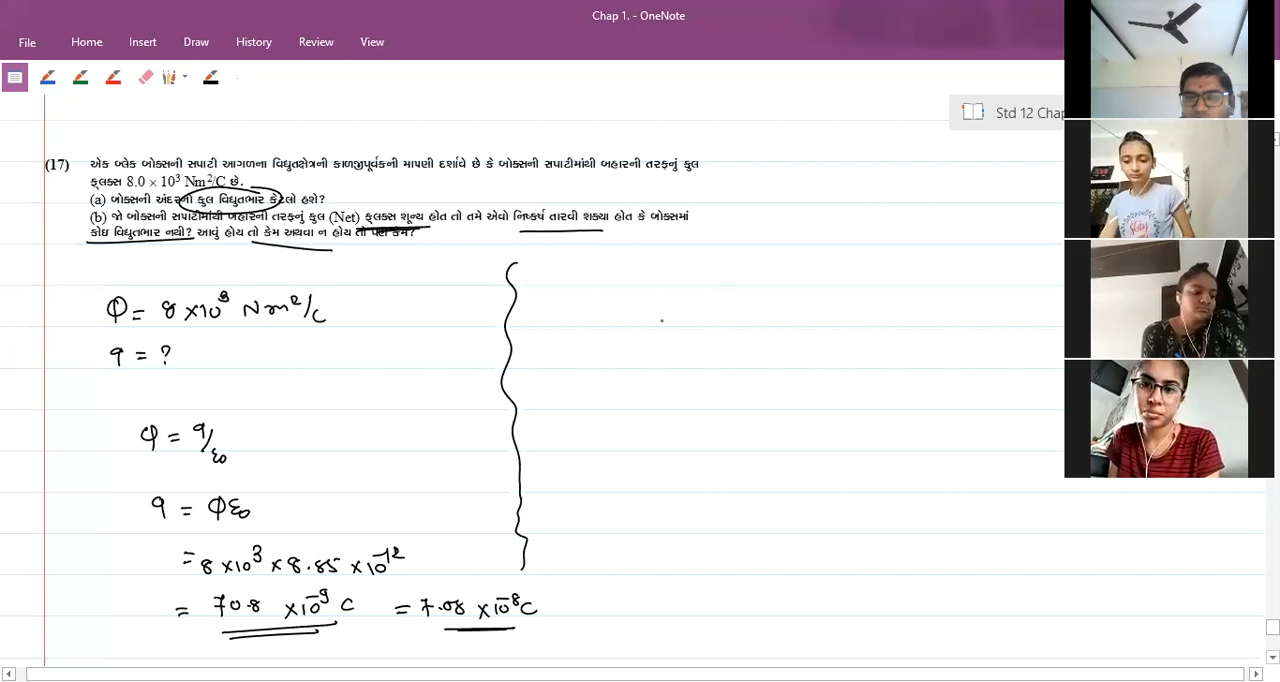 Chap 1. - OneNote
File Home Insert Draw History Review View
Std 12 Chap
(17) એક બ્લેક બોક્સની સપાટી આગળના વિદ્યુતક્ષેત્રની કાળજીપૂર્વકની માપણી દર્શાવે છે કે બોક્સની સપાટીમાંથી બહારની તરફનું કુલ
ફ્લક્સ 8.0 × 10³ Nm²/C છે.
(a) બોક્સની અંદરનો કુલ વિદ્યુતભાર કેટલો હશે?
(b) જો બોક્સની સપાટીમાંથી બહારની તરફનું કુલ (Net) ફ્લક્સ શૂન્ય હોત તો તમે એવો નિષ્કર્ષ તારવી શક્યા હોત કે બોક્સમાં
કોઇ વિદ્યુતભાર નથી? આવું હોય તો કેમ અથવા ન હોય તો પણ કેમ?
Φ = 8 × 10³ N m²/C
q = ?
φ = q/ε₀
q = Φε₀
= 8 × 10³ × 8.85 × 10⁻¹²
= 70.8 × 10⁻⁹ C = 7.08 × 10⁻⁸ C